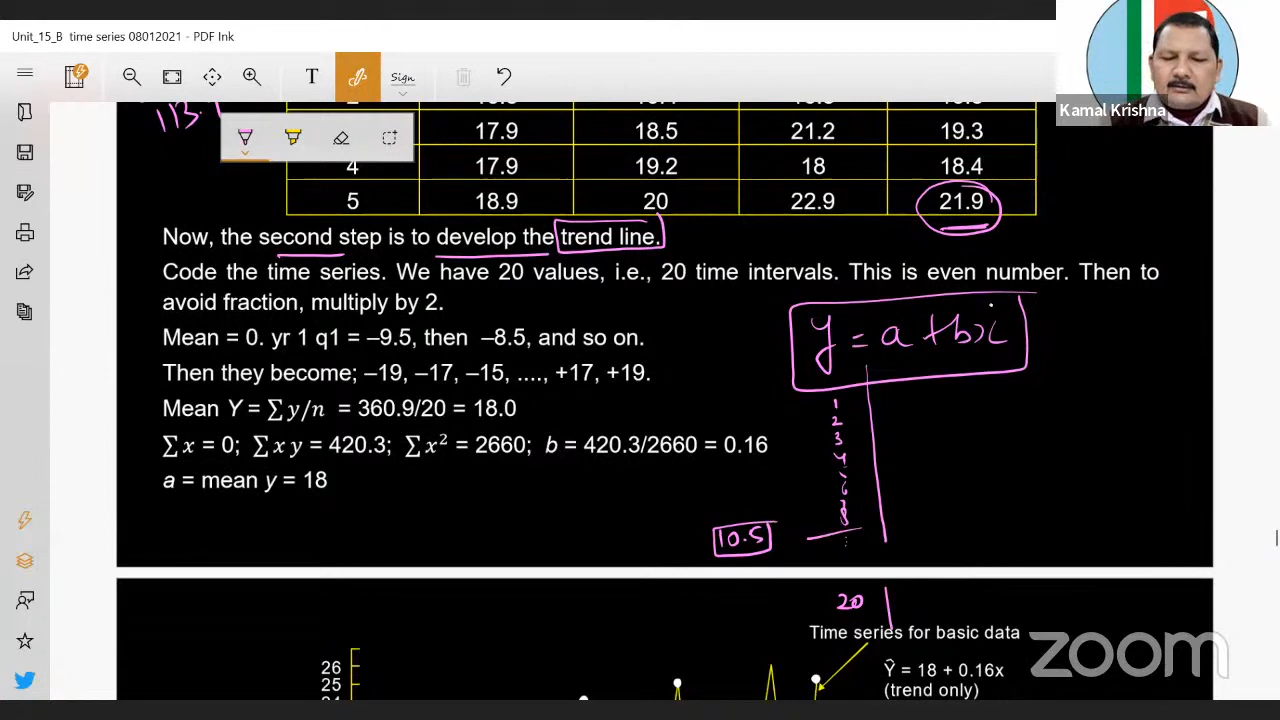 Unit_15_B time series 08012021 - PDF Ink
T
Sign
Kamal Krishna
113.
17.9 18.5 21.2 19.3
4 17.9 19.2 18 18.4
5 18.9 20 22.9 21.9
Now, the second step is to develop the trend line.
Code the time series. We have 20 values, i.e., 20 time intervals. This is even number. Then to
avoid fraction, multiply by 2.
Mean = 0. yr 1 q1 = –9.5, then –8.5, and so on.
Then they become; –19, –17, –15, ...., +17, +19.
Mean Y = ∑ y/n = 360.9/20 = 18.0
∑ x = 0; ∑ x y = 420.3; ∑ x² = 2660; b = 420.3/2660 = 0.16
a = mean y = 18
y = a + bx
1
2
3
4
8
10.5
20
Time series for basic data
Ŷ = 18 + 0.16x
(trend only)
26
25
zoom